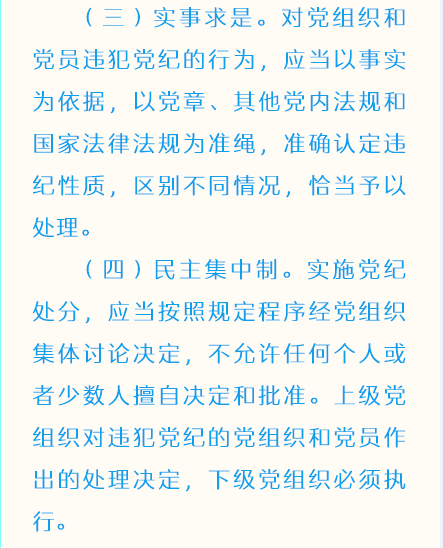 （三）实事求是。对党组织和
党员违犯党纪的行为，应当以事实
为依据，以党章、其他党内法规和
国家法律法规为准绳，准确认定违
纪性质，区别不同情况，恰当予以
处理。
（四）民主集中制。实施党纪
处分，应当按照规定程序经党组织
集体讨论决定，不允许任何个人或
者少数人擅自决定和批准。上级党
组织对违犯党纪的党组织和党员作
出的处理决定，下级党组织必须执
行。